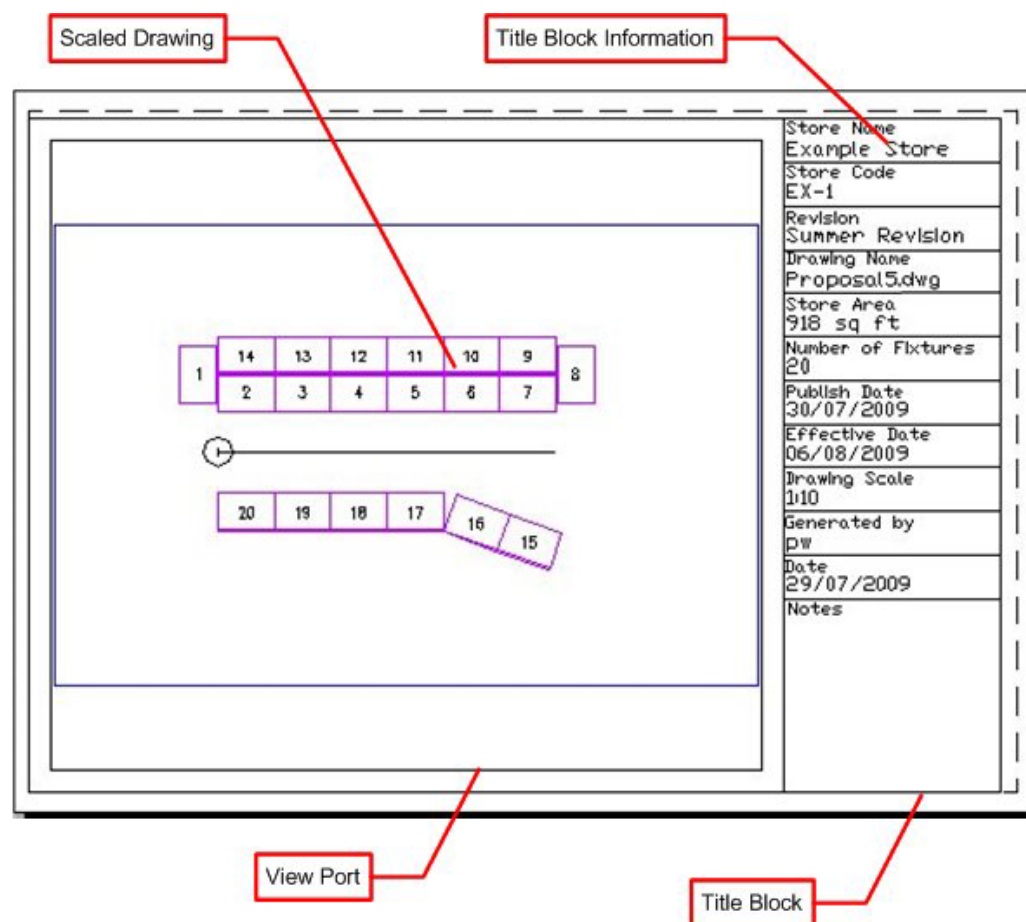 Scaled Drawing
Title Block Information
Store Name
Example Store
Store Code
EX-1
Revision
Summer Revision
Drawing Name
Proposal5.dwg
Store Area
918 sq ft
Number of Fixtures
20
Publish Date
30/07/2009
Effective Date
06/08/2009
Drawing Scale
1:10
Generated by
pw
Date
29/07/2009
Notes
1
14 13 12 11 10 9
8
2 3 4 5 6 7
20 19 18 17 16 15
View Port
Title Block